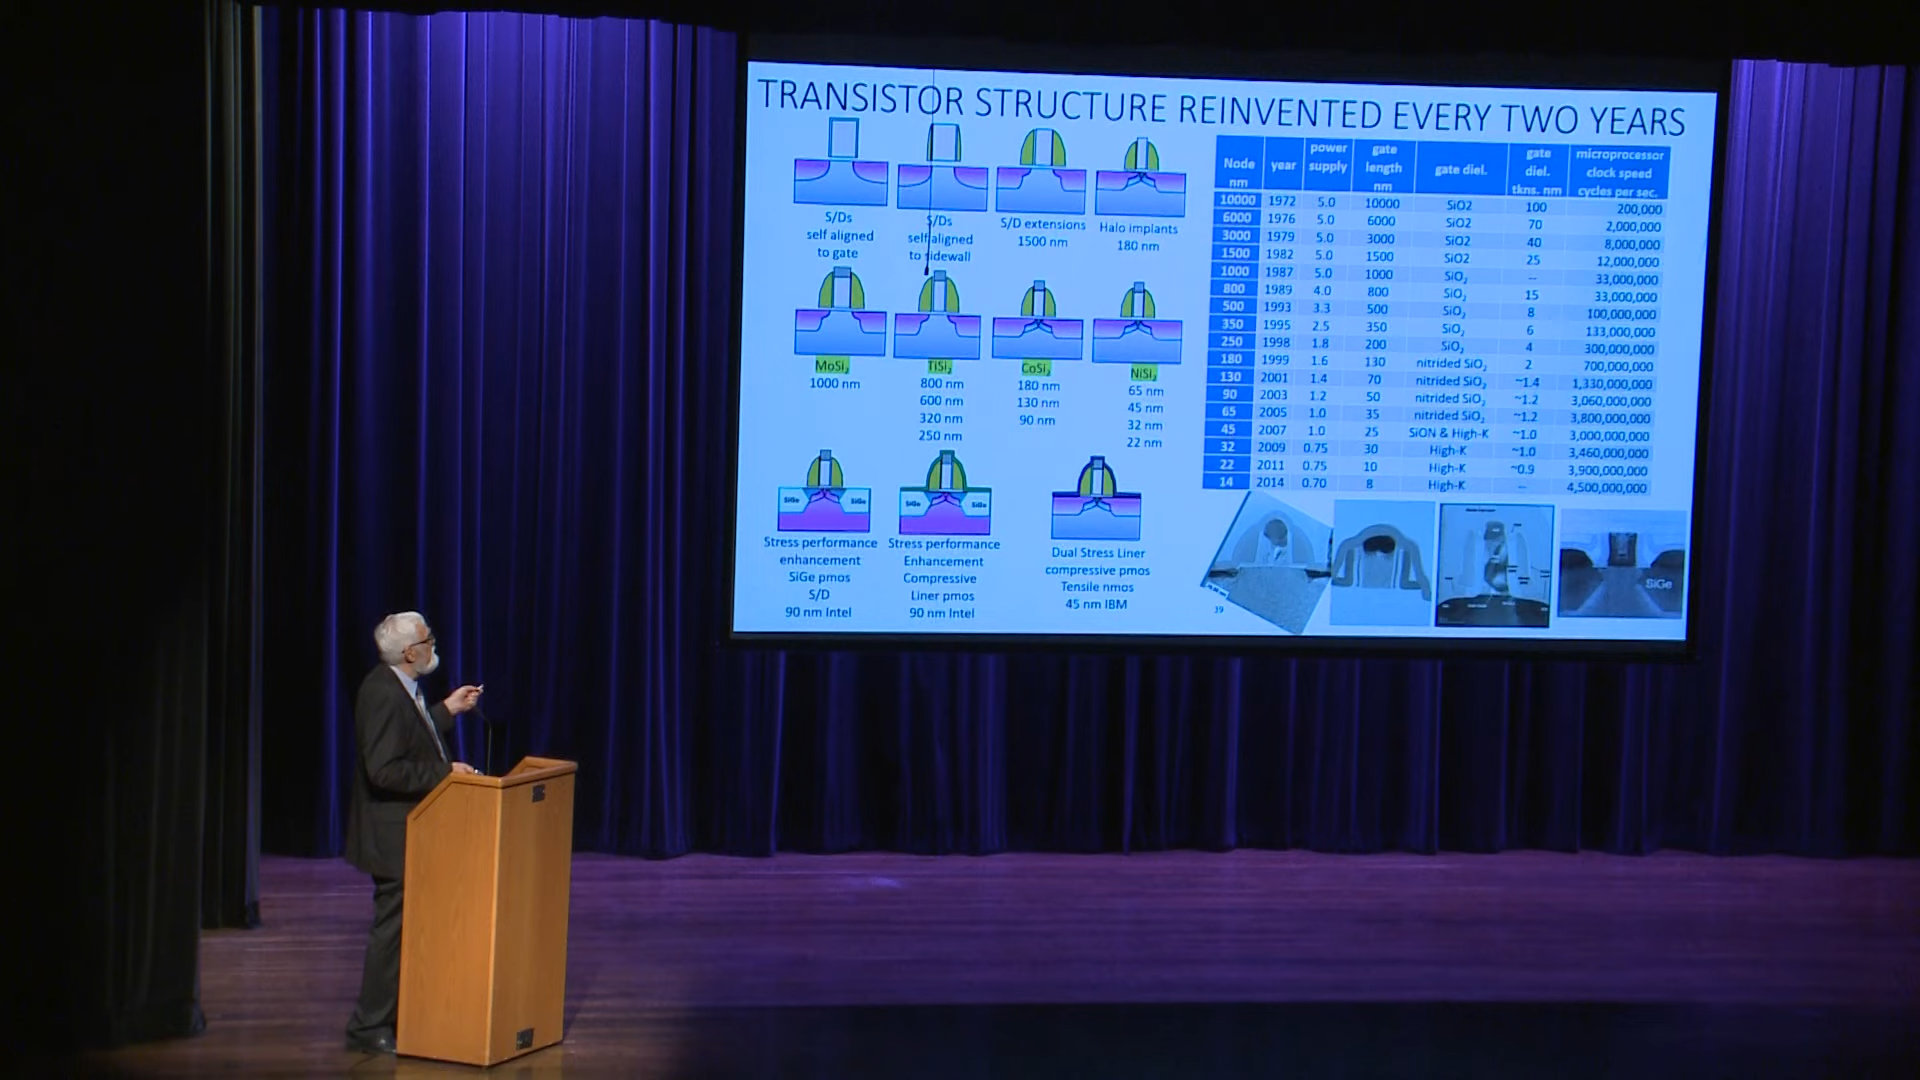 TRANSISTOR STRUCTURE REINVENTED EVERY TWO YEARS
S/Ds
self aligned
to gate
S/Ds
self aligned
to sidewall
S/D extensions
1500 nm
Halo implants
180 nm
MoSi2
1000 nm
TiSi2
800 nm
600 nm
320 nm
250 nm
CoSi2
180 nm
130 nm
90 nm
NiSi2
65 nm
45 nm
32 nm
22 nm
SiGe SiGe
Stress performance
enhancement
SiGe pmos
S/D
90 nm Intel
SiGe SiGe
Stress performance
Enhancement
Compressive
Liner pmos
90 nm Intel
Dual Stress Liner
compressive pmos
Tensile nmos
45 nm IBM
Node nm year power supply gate length nm gate diel. gate diel. tkns. nm microprocessor clock speed cycles per sec.
10000 1972 5.0 10000 SiO2 100 200,000
6000 1976 5.0 6000 SiO2 70 2,000,000
3000 1979 5.0 3000 SiO2 40 8,000,000
1500 1982 5.0 1500 SiO2 25 12,000,000
1000 1987 5.0 1000 SiO2 -- 33,000,000
800 1989 4.0 800 SiO2 15 33,000,000
500 1993 3.3 500 SiO2 8 100,000,000
350 1995 2.5 350 SiO2 6 133,000,000
250 1998 1.8 200 SiO2 4 300,000,000
180 1999 1.6 130 nitrided SiO2 2 700,000,000
130 2001 1.4 70 nitrided SiO2 ~1.4 1,330,000,000
90 2003 1.2 50 nitrided SiO2 ~1.2 3,060,000,000
65 2005 1.0 35 nitrided SiO2 ~1.2 3,800,000,000
45 2007 1.0 25 SiON & High-K ~1.0 3,000,000,000
32 2009 0.75 30 High-K ~1.0 3,460,000,000
22 2011 0.75 10 High-K ~0.9 3,900,000,000
14 2014 0.70 8 High-K -- 4,500,000,000
SiGe
39